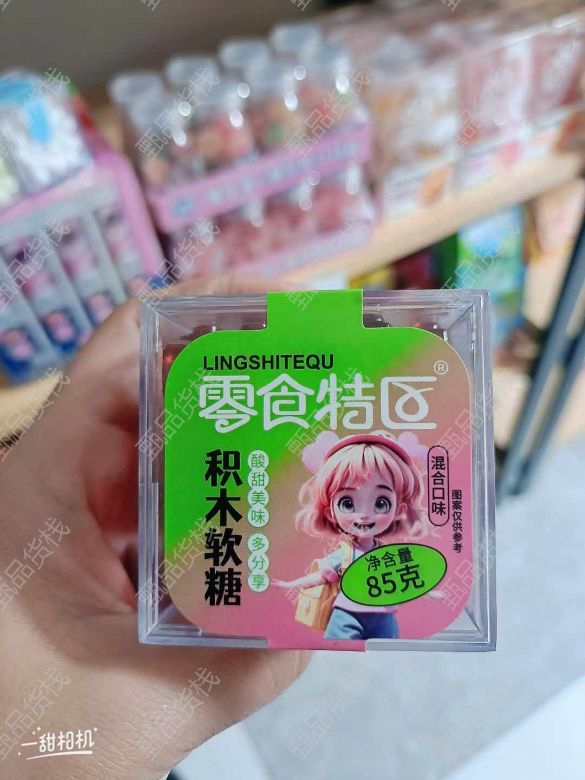 LINGSHITEQU
零食特区®
积木软糖
酸甜美味
多分享
混合口味
图案仅供参考
净含量
85克
一甜相机
甄品货栈